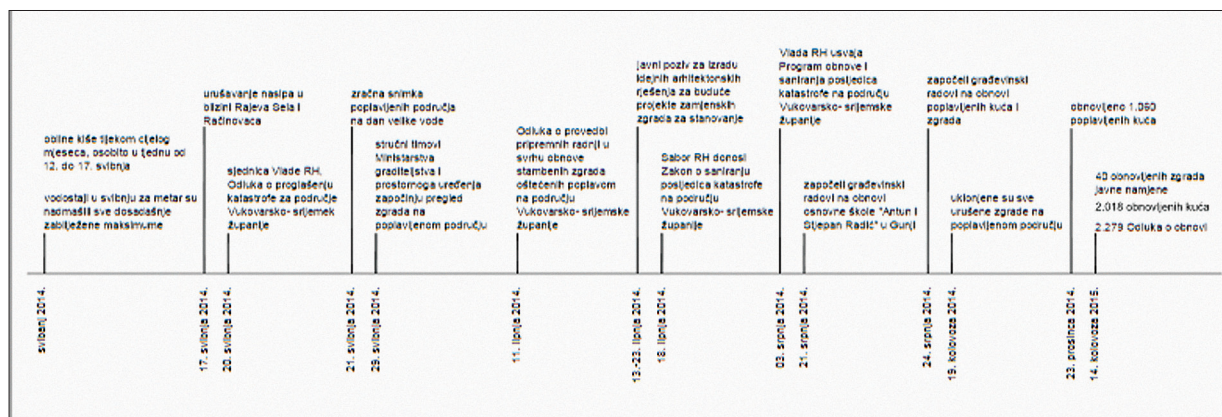 obilne kiše tijekom cijelog
mjeseca, osobito u tjednu od
12. do 17. svibnja
vodostaji u svibnju za metar su
nadmašili sve dosadašnje
zabilježene maksimume
svibanj 2014.
urušavanje nasipa u
blizini Rajeva Sela i
Račinovaca
17. svibnja 2014.
sjednica Vlade RH,
Odluka o proglašenju
katastrofe za područje
Vukovarsko- srijemek
županije
20. svibnja 2014.
zračna snimka
poplavljenih područja
na dan velike vode
21. svibnja 2014.
stručni timovi
Ministarstva
graditeljstva i
prostornoga uređenja
započinju pregled
zgrada na
poplavljenom području
29. svibnja 2014.
Odluka o provedbi
pripremnih radnji u
svrhu obnove
stambenih zgrada
oštećenih poplavom
na području
Vukovarsko- srijemske
županije
11. lipnja 2014.
javni poziv za izradu
idejnih arhitektonskih
rješenja za buduće
projekte zamjenskih
zgrada za stanovanje
13.-23. lipnja 2014.
Sabor RH donosi
Zakon o saniranju
posljedica katastrofe
na području
Vukovarsko- srijemske
županije
18. lipnja 2014.
Vlada RH usvaja
Program obnove i
saniranja posljedica
katastrofe na području
Vukovarsko- srijemske
županije
03. srpnja 2014.
započeli građevinski
radovi na obnovi
osnovne škole "Antun i
Stjepan Radić" u Gunji
21. srpnja 2014.
započeli građevinski
radovi na obnovi
poplavljenih kuća i
zgrada
24. srpnja 2014.
uklonjene su sve
urušene zgrade na
poplavljenom području
19. kolovoza 2014.
obnovljeno 1.060
poplavljenih kuća
23. prosinca 2014.
40 obnovljenih zgrada
javne namjene
2.018 obnovljenih kuća
2.279 Odluka o obnovi
14. kolovoza 2015.